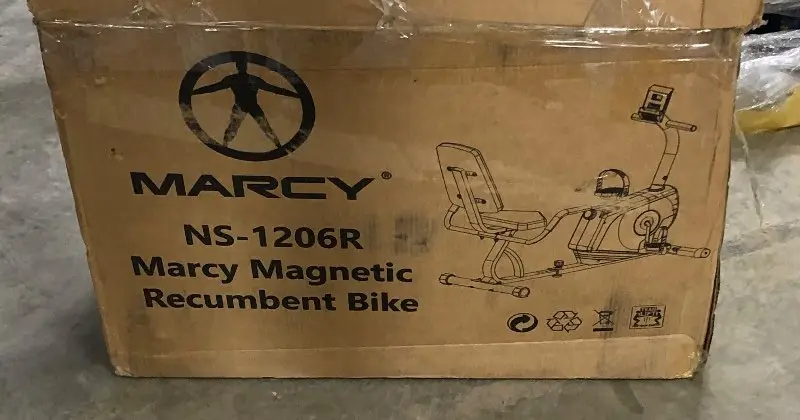 MARCY®
NS-1206R
Marcy Magnetic
Recumbent Bike